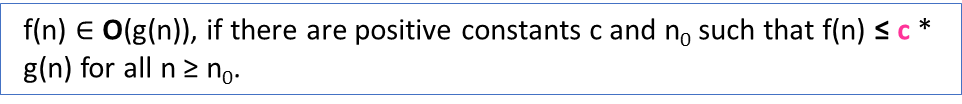 f(n) ∈ O(g(n)), if there are positive constants c and n₀ such that f(n) ≤ c *
g(n) for all n ≥ n₀.